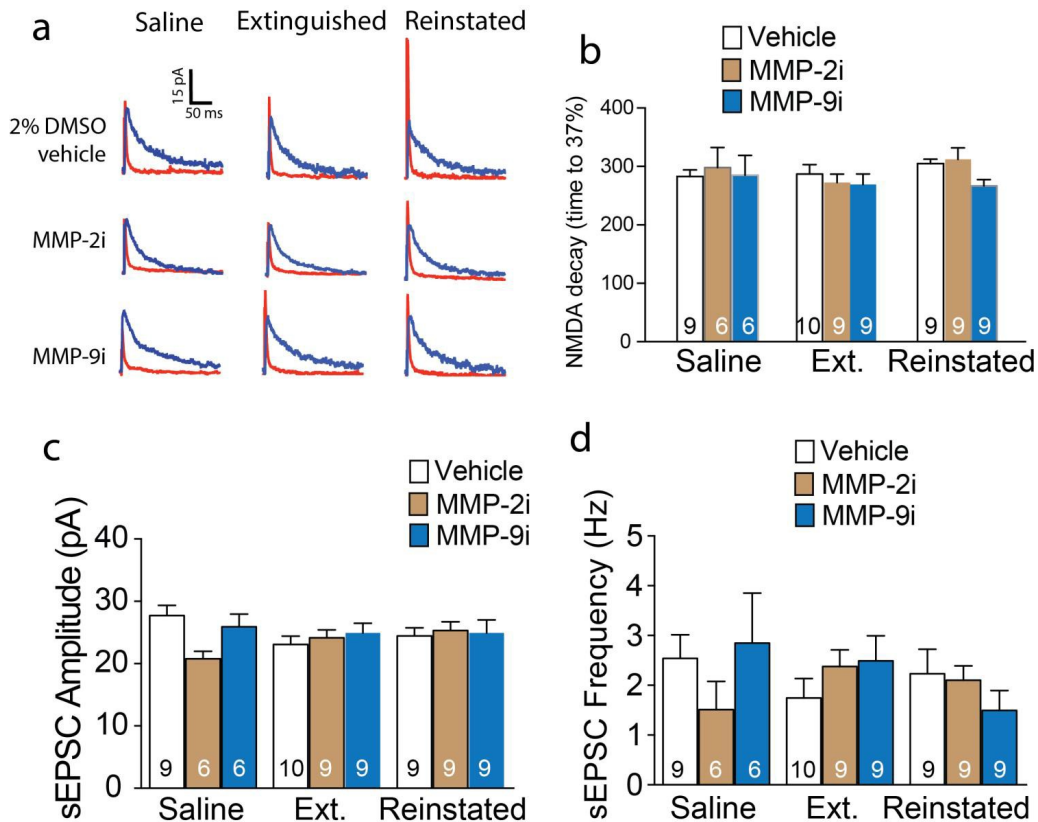 a
Saline Extinguished Reinstated
15 pA
50 ms
2% DMSO
vehicle
MMP-2i
MMP-9i
b
Vehicle
MMP-2i
MMP-9i
NMDA decay (time to 37%)
400
300
200
100
0
9 6 6 10 9 9 9 9 9
Saline Ext. Reinstated
c
Vehicle
MMP-2i
MMP-9i
sEPSC Amplitude (pA)
40
30
20
10
0
9 6 6 10 9 9 9 9 9
Saline Ext. Reinstated
d
Vehicle
MMP-2i
MMP-9i
sEPSC Frequency (Hz)
5
4
3
2
1
0
9 6 6 10 9 9 9 9 9
Saline Ext. Reinstated